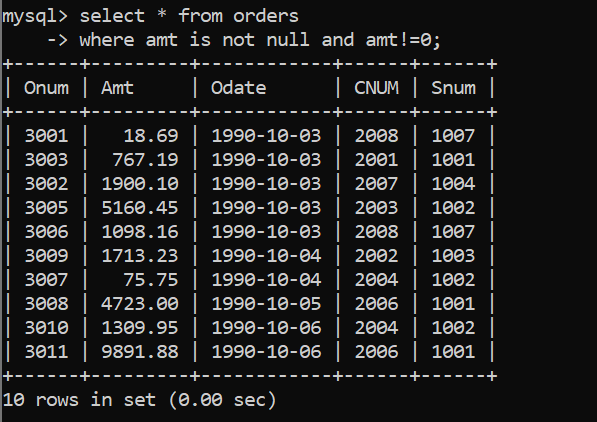 mysql> select * from orders
    -> where amt is not null and amt!=0;
+------+---------+------------+------+------+
| Onum | Amt     | Odate      | CNUM | Snum |
+------+---------+------------+------+------+
| 3001 |   18.69 | 1990-10-03 | 2008 | 1007 |
| 3003 |  767.19 | 1990-10-03 | 2001 | 1001 |
| 3002 | 1900.10 | 1990-10-03 | 2007 | 1004 |
| 3005 | 5160.45 | 1990-10-03 | 2003 | 1002 |
| 3006 | 1098.16 | 1990-10-03 | 2008 | 1007 |
| 3009 | 1713.23 | 1990-10-04 | 2002 | 1003 |
| 3007 |   75.75 | 1990-10-04 | 2004 | 1002 |
| 3008 | 4723.00 | 1990-10-05 | 2006 | 1001 |
| 3010 | 1309.95 | 1990-10-06 | 2004 | 1002 |
| 3011 | 9891.88 | 1990-10-06 | 2006 | 1001 |
+------+---------+------------+------+------+
10 rows in set (0.00 sec)